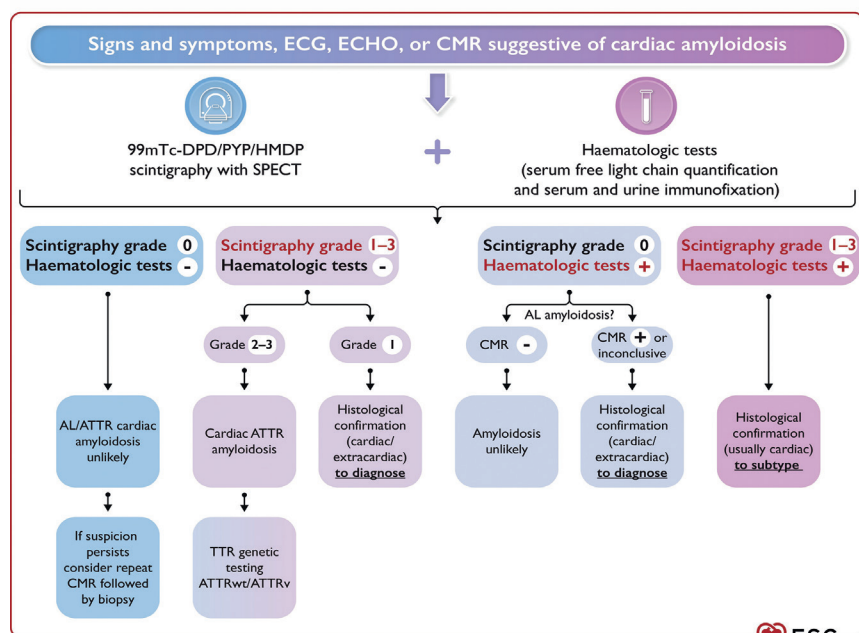 Signs and symptoms, ECG, ECHO, or CMR suggestive of cardiac amyloidosis
99mTc-DPD/PYP/HMDP
scintigraphy with SPECT
+
Haematologic tests
(serum free light chain quantification
and serum and urine immunofixation)
Scintigraphy grade 0
Haematologic tests -
Scintigraphy grade 1–3
Haematologic tests -
Scintigraphy grade 0
Haematologic tests +
Scintigraphy grade 1–3
Haematologic tests +
AL amyloidosis?
Grade 2–3
Grade 1
CMR -
CMR + or
inconclusive
AL/ATTR cardiac
amyloidosis
unlikely
Cardiac ATTR
amyloidosis
Histological
confirmation
(cardiac/
extracardiac)
to diagnose
Amyloidosis
unlikely
Histological
confirmation
(cardiac/
extracardiac)
to diagnose
Histological
confirmation
(usually cardiac)
to subtype
If suspicion
persists
consider repeat
CMR followed
by biopsy
TTR genetic
testing
ATTRwt/ATTRv